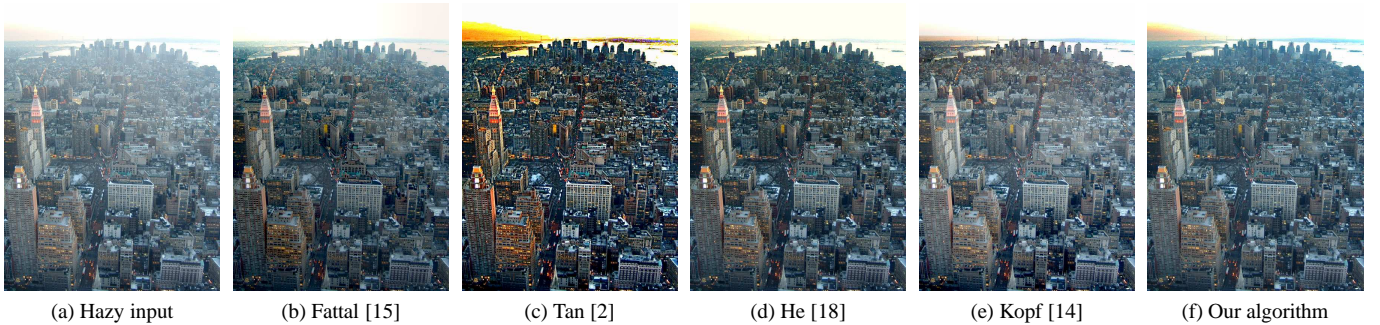 (a) Hazy input
(b) Fattal [15]
(c) Tan [2]
(d) He [18]
(e) Kopf [14]
(f) Our algorithm